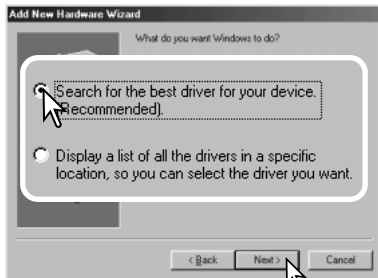 Add New Hardware Wizard
What do you want Windows to do?
Search for the best driver for your device.
(Recommended).
Display a list of all the drivers in a specific
location, so you can select the driver you want.
< Back
Next >
Cancel